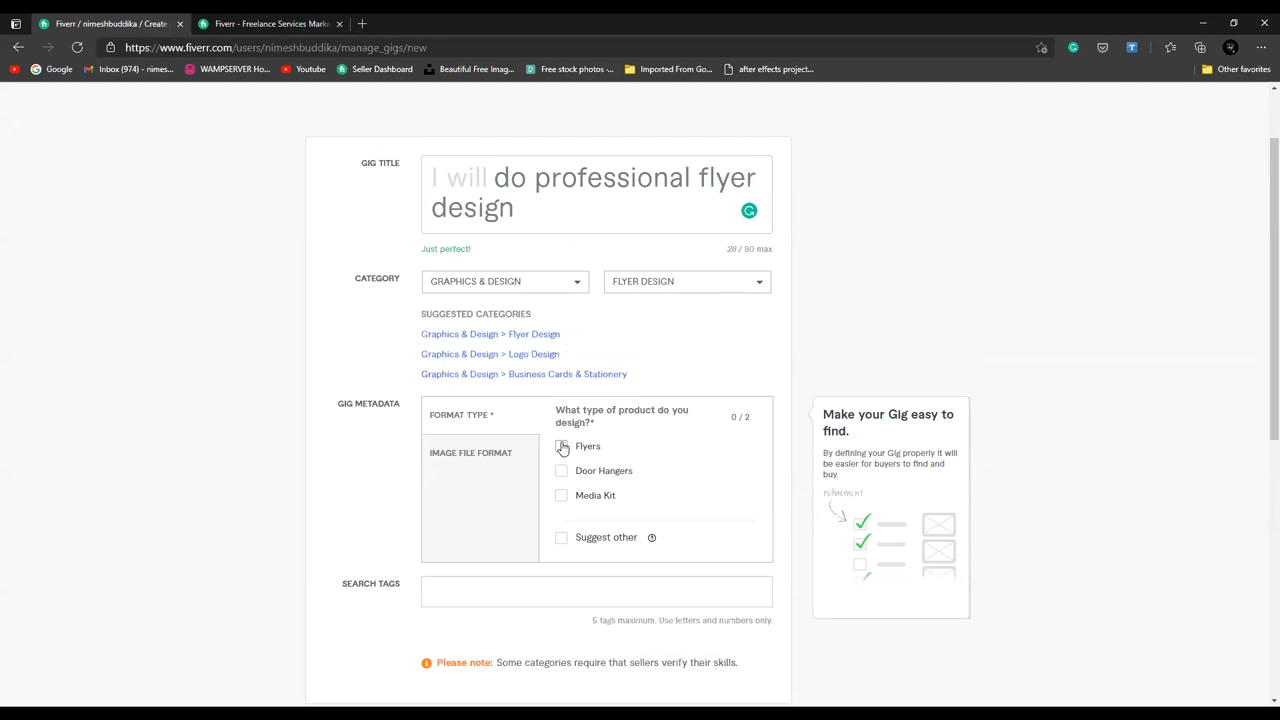 Fiverr / nimeshbuddika / Create
Fiverr - Freelance Services Mark
https://www.fiverr.com/users/nimeshbuddika/manage_gigs/new
Google
Inbox (974) - nimes...
WAMPSERVER Ho...
Youtube
Seller Dashboard
Beautiful Free Imag...
Free stock photos -...
Imported From Go...
after effects projec...
Other favorites
GIG TITLE
I will do professional flyer
design
Just perfect!
28 / 80 max
CATEGORY
GRAPHICS & DESIGN
FLYER DESIGN
SUGGESTED CATEGORIES
Graphics & Design > Flyer Design
Graphics & Design > Logo Design
Graphics & Design > Business Cards & Stationery
GIG METADATA
FORMAT TYPE *
IMAGE FILE FORMAT
What type of product do you
design?*
0 / 2
Flyers
Door Hangers
Media Kit
Suggest other
Make your Gig easy to
find.
By defining your Gig properly it will
be easier for buyers to find and
buy.
refinement
SEARCH TAGS
5 tags maximum. Use letters and numbers only.
Please note: Some categories require that sellers verify their skills.